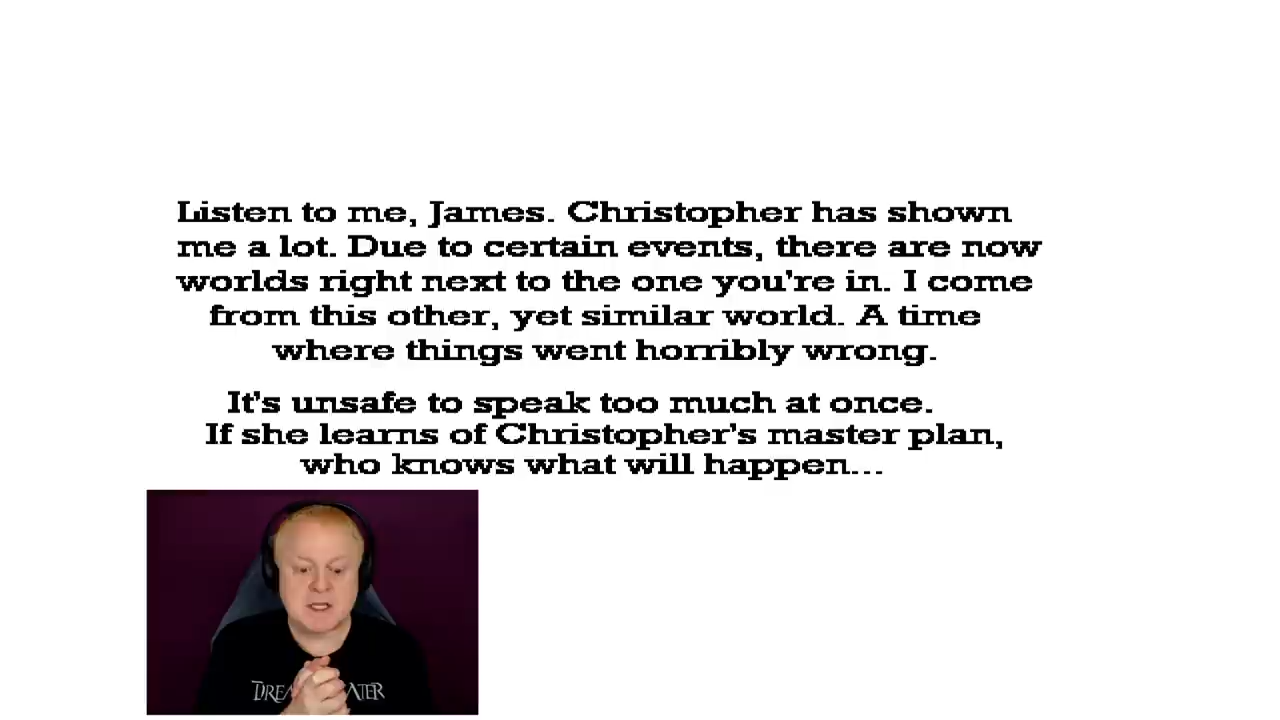 Listen to me, James. Christopher has shown
me a lot. Due to certain events, there are now
worlds right next to the one you're in. I come
from this other, yet similar world. A time
where things went horribly wrong.
It's unsafe to speak too much at once.
If she learns of Christopher's master plan,
who knows what will happen...